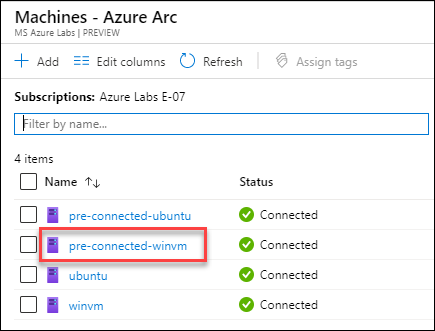 Machines - Azure Arc
MS Azure Labs | PREVIEW
Add Edit columns Refresh Assign tags
Subscriptions: Azure Labs E-07
Filter by name...
4 items
Name Status
pre-connected-ubuntu Connected
pre-connected-winvm Connected
ubuntu Connected
winvm Connected